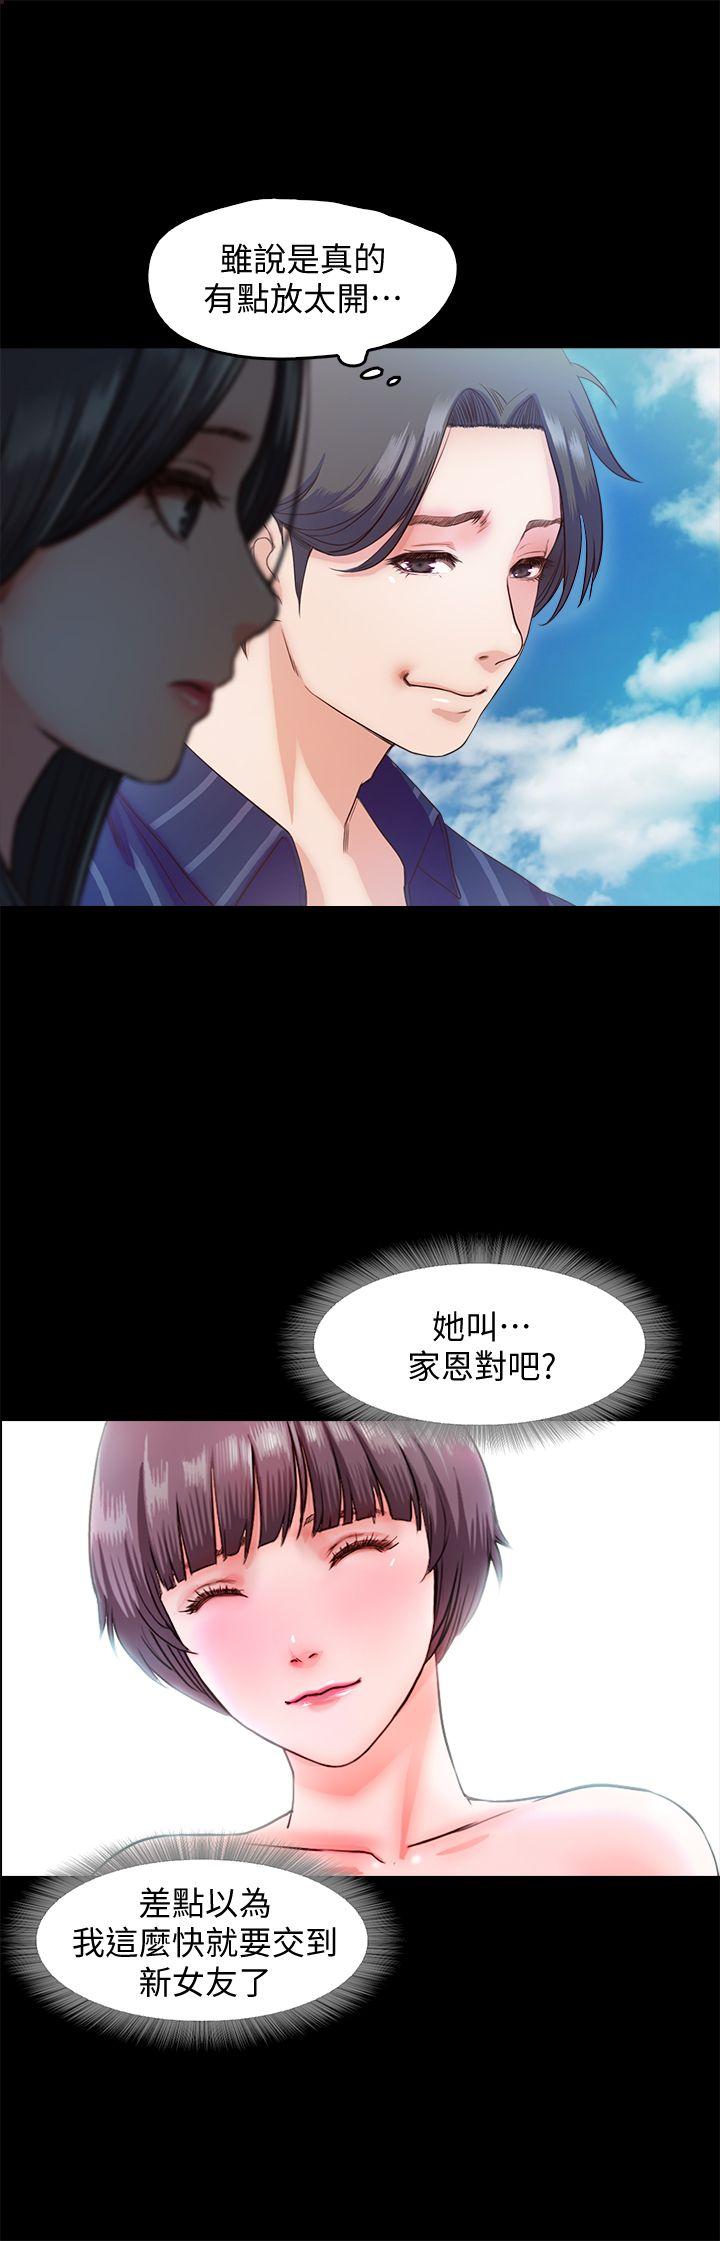 雖說是真的
有點放太開⋯
她叫⋯
家恩對吧?
差點以為
我這麼快就要交到
新女友了